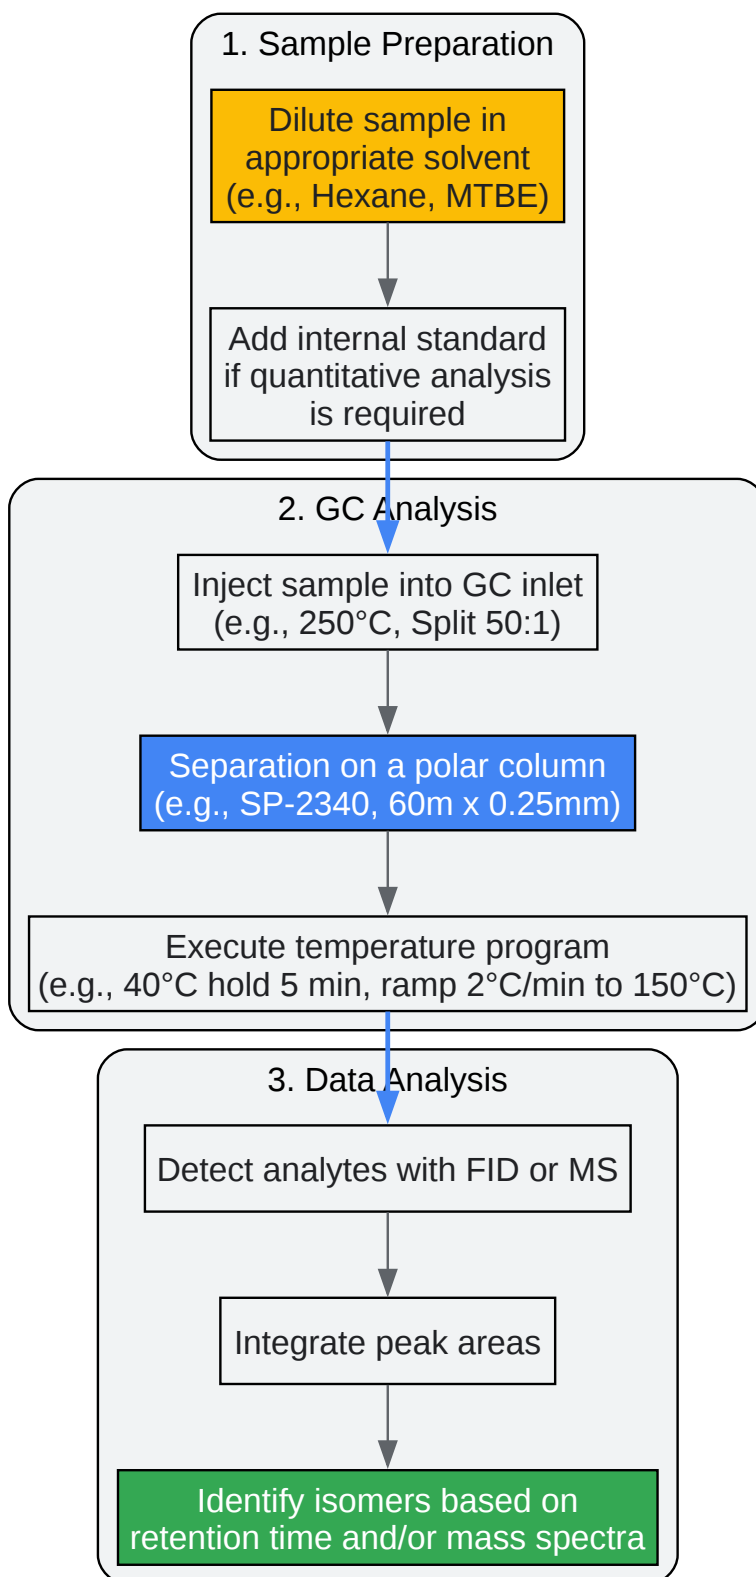 1. Sample Preparation
Dilute sample in
appropriate solvent
(e.g., Hexane, MTBE)
Add internal standard
if quantitative analysis
is required
2. GC Analysis
Inject sample into GC inlet
(e.g., 250°C, Split 50:1)
Separation on a polar column
(e.g., SP-2340, 60m x 0.25mm)
Execute temperature program
(e.g., 40°C hold 5 min, ramp 2°C/min to 150°C)
3. Data Analysis
Detect analytes with FID or MS
Integrate peak areas
Identify isomers based on
retention time and/or mass spectra